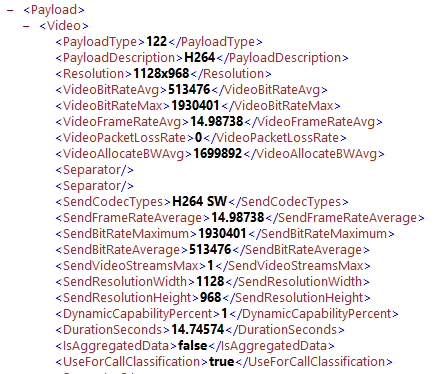 − <Payload>
− <Video>
<PayloadType>122</PayloadType>
<PayloadDescription>H264</PayloadDescription>
<Resolution>1128x968</Resolution>
<VideoBitRateAvg>513476</VideoBitRateAvg>
<VideoBitRateMax>1930401</VideoBitRateMax>
<VideoFrameRateAvg>14.98738</VideoFrameRateAvg>
<VideoPacketLossRate>0</VideoPacketLossRate>
<VideoAllocateBWAvg>1699892</VideoAllocateBWAvg>
<Separator/>
<Separator/>
<SendCodecTypes>H264 SW</SendCodecTypes>
<SendFrameRateAverage>14.98738</SendFrameRateAverage>
<SendBitRateMaximum>1930401</SendBitRateMaximum>
<SendBitRateAverage>513476</SendBitRateAverage>
<SendVideoStreamsMax>1</SendVideoStreamsMax>
<SendResolutionWidth>1128</SendResolutionWidth>
<SendResolutionHeight>968</SendResolutionHeight>
<DynamicCapabilityPercent>1</DynamicCapabilityPercent>
<DurationSeconds>14.74574</DurationSeconds>
<IsAggregatedData>false</IsAggregatedData>
<UseForCallClassification>true</UseForCallClassification>